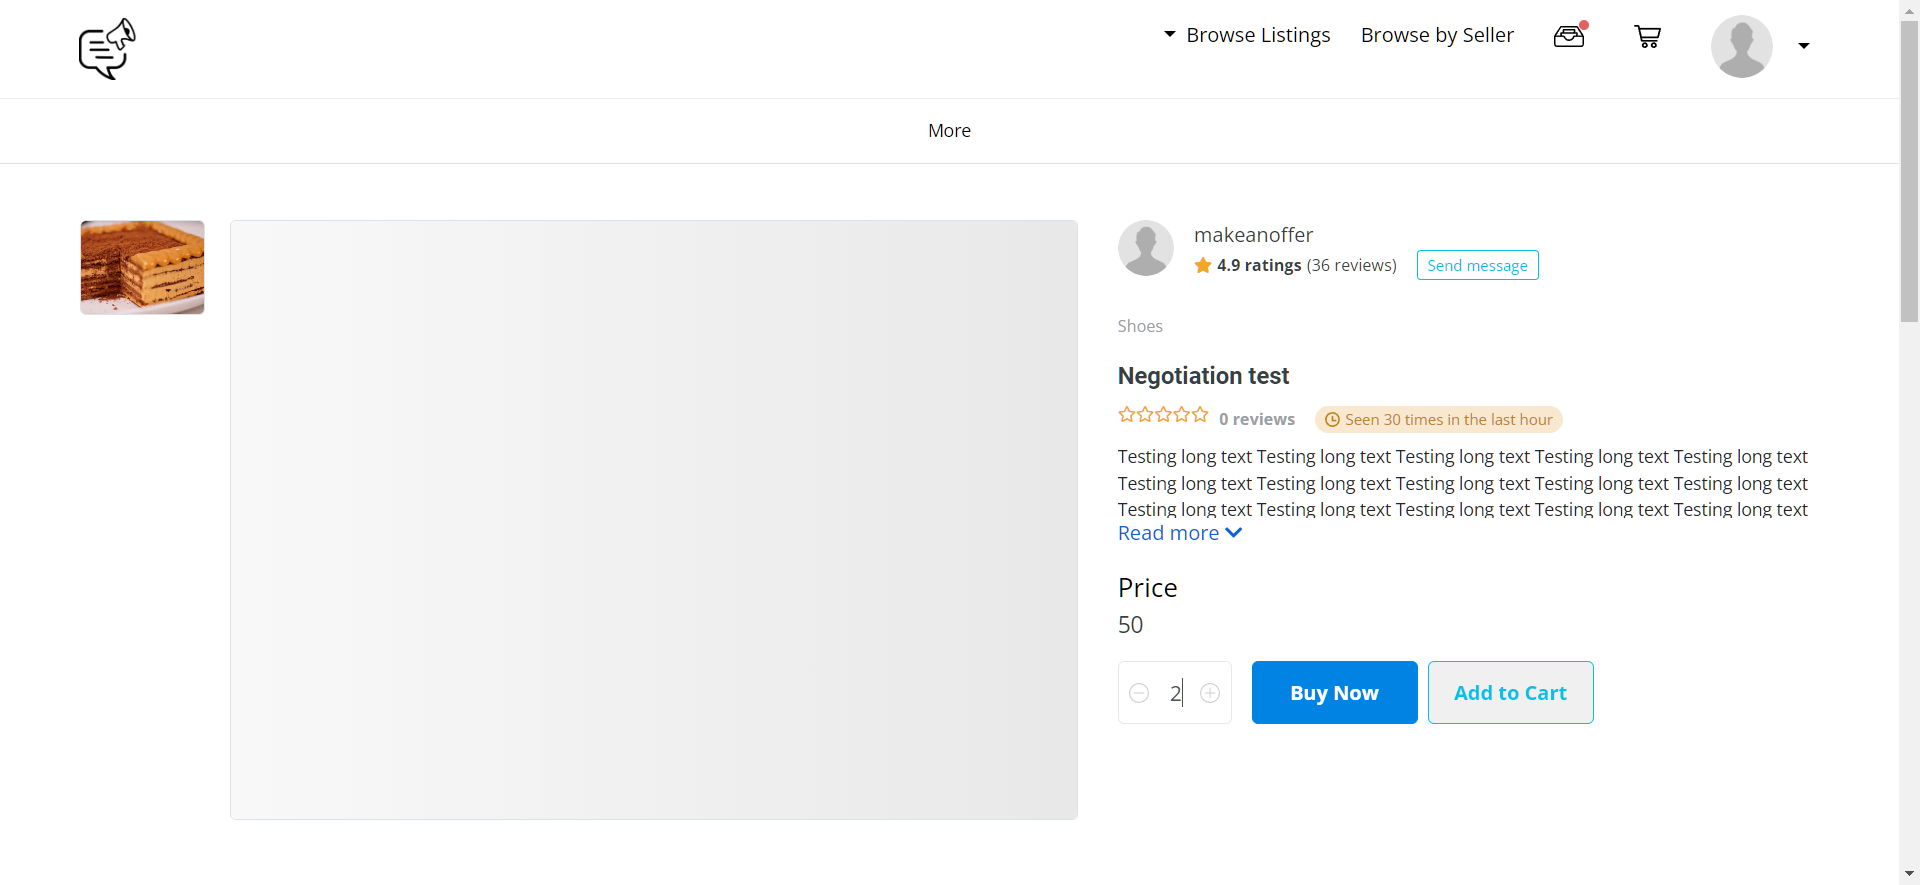 Browse Listings
Browse by Seller
More
makeanoffer
4.9 ratings (36 reviews)
Send message
Shoes
Negotiation test
0 reviews
Seen 30 times in the last hour
Testing long text Testing long text Testing long text Testing long text Testing long text
Testing long text Testing long text Testing long text Testing long text Testing long text
Testing long text Testing long text Testing long text Testing long text Testing long text
Read more
Price
50
2
Buy Now
Add to Cart